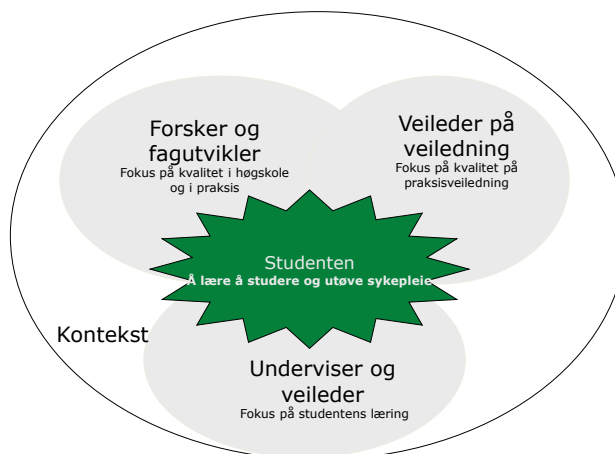 Forsker og
fagutvikler
Fokus på kvalitet i høgskole
og i praksis
Veileder på
veiledning
Fokus på kvalitet på
praksisveiledning
Studenten
Å lære å studere og utøve sykepleie
Kontekst
Underviser og
veileder
Fokus på studentens læring